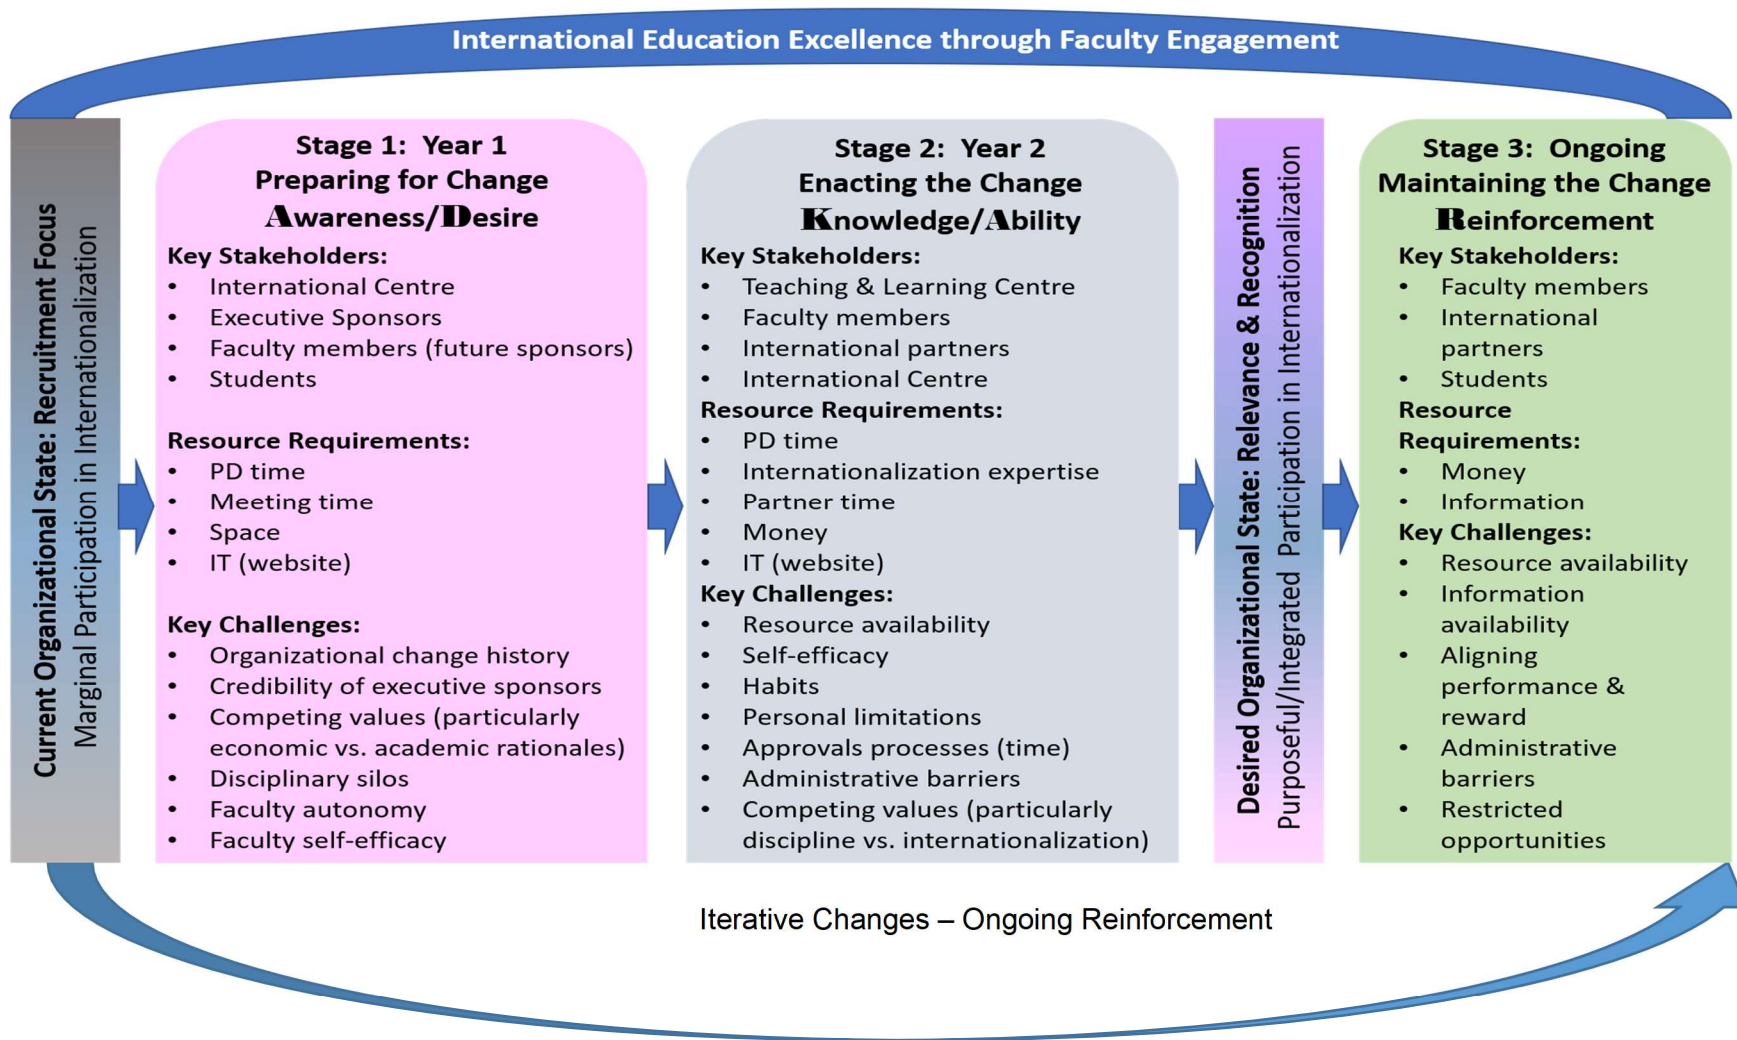 International Education Excellence through Faculty Engagement
Current Organizational State: Recruitment Focus
Marginal Participation in Internationalization
Stage 1:  Year 1
Preparing for Change
Awareness/Desire
Key Stakeholders:
• International Centre
• Executive Sponsors
• Faculty members (future sponsors)
• Students
Resource Requirements:
• PD time
• Meeting time
• Space
• IT (website)
Key Challenges:
• Organizational change history
• Credibility of executive sponsors
• Competing values (particularly
economic vs. academic rationales)
• Disciplinary silos
• Faculty autonomy
• Faculty self-efficacy
Stage 2:  Year 2
Enacting the Change
Knowledge/Ability
Key Stakeholders:
• Teaching & Learning Centre
• Faculty members
• International partners
• International Centre
Resource Requirements:
• PD time
• Internationalization expertise
• Partner time
• Money
• IT (website)
Key Challenges:
• Resource availability
• Self-efficacy
• Habits
• Personal limitations
• Approvals processes (time)
• Administrative barriers
• Competing values (particularly
discipline vs. internationalization)
Desired Organizational State: Relevance & Recognition
Purposeful/Integrated  Participation in Internationalization
Stage 3:  Ongoing
Maintaining the Change
Reinforcement
Key Stakeholders:
• Faculty members
• International
partners
• Students
Resource
Requirements:
• Money
• Information
Key Challenges:
• Resource availability
• Information
availability
• Aligning
performance &
reward
• Administrative
barriers
• Restricted
opportunities
Iterative Changes – Ongoing Reinforcement